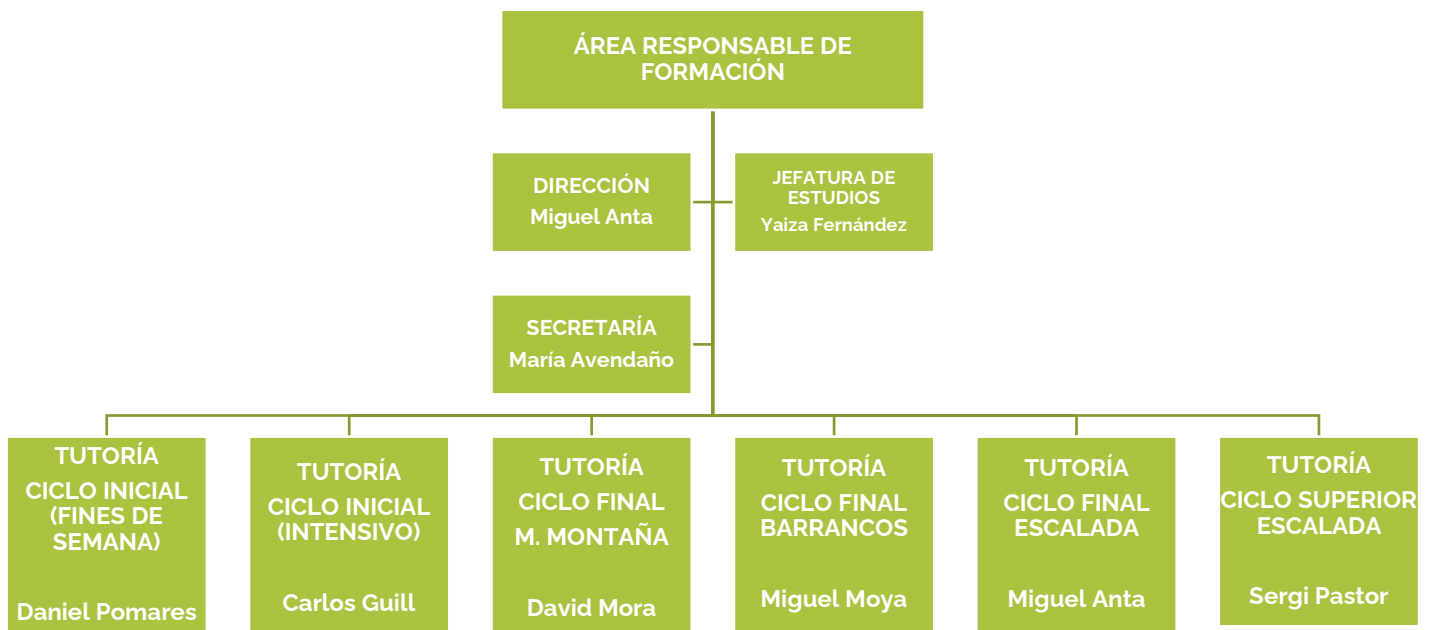 ÁREA RESPONSABLE DE
FORMACIÓN
DIRECCIÓN
Miguel Anta
JEFATURA DE
ESTUDIOS
Yaiza Fernández
SECRETARÍA
María Avendaño
TUTORÍA
CICLO INICIAL
(FINES DE
SEMANA)
Daniel Pomares
TUTORÍA
CICLO INICIAL
(INTENSIVO)
Carlos Guill
TUTORÍA
CICLO FINAL
M. MONTAÑA
David Mora
TUTORÍA
CICLO FINAL
BARRANCOS
Miguel Moya
TUTORÍA
CICLO FINAL
ESCALADA
Miguel Anta
TUTORÍA
CICLO SUPERIOR
ESCALADA
Sergi Pastor